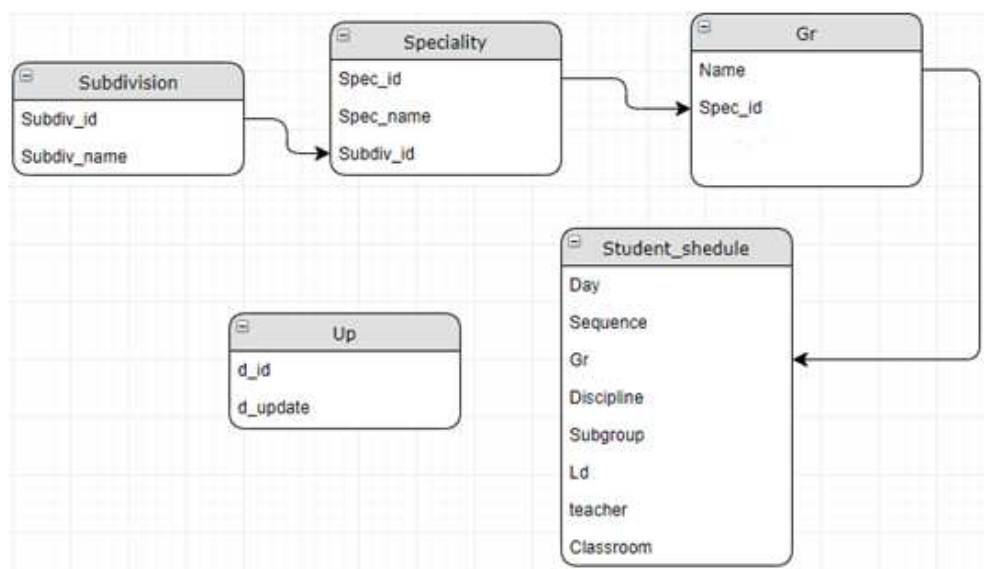 Subdivision
Subdiv_id
Subdiv_name
Speciality
Spec_id
Spec_name
Subdiv_id
Gr
Name
Spec_id
Student_shedule
Day
Sequence
Gr
Discipline
Subgroup
Ld
teacher
Classroom
Up
d_id
d_update